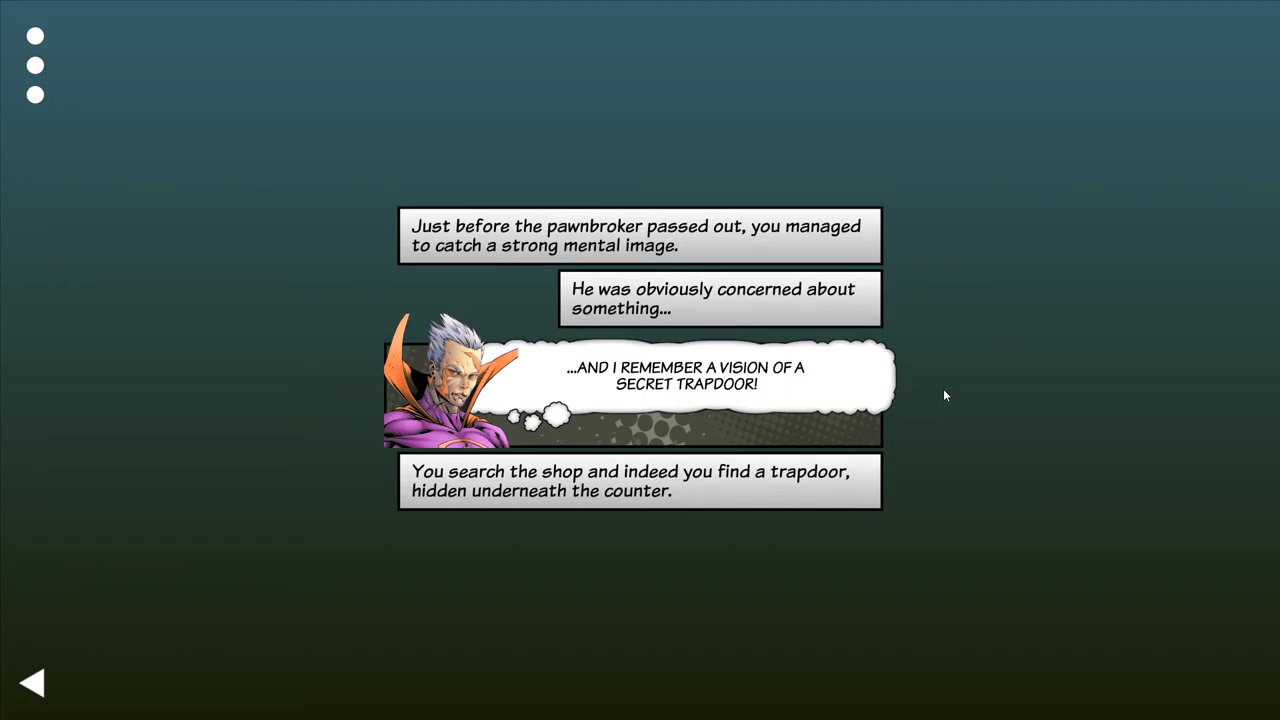 Just before the pawnbroker passed out, you managed
to catch a strong mental image.
He was obviously concerned about
something...
...AND I REMEMBER A VISION OF A
SECRET TRAPDOOR!
You search the shop and indeed you find a trapdoor,
hidden underneath the counter.